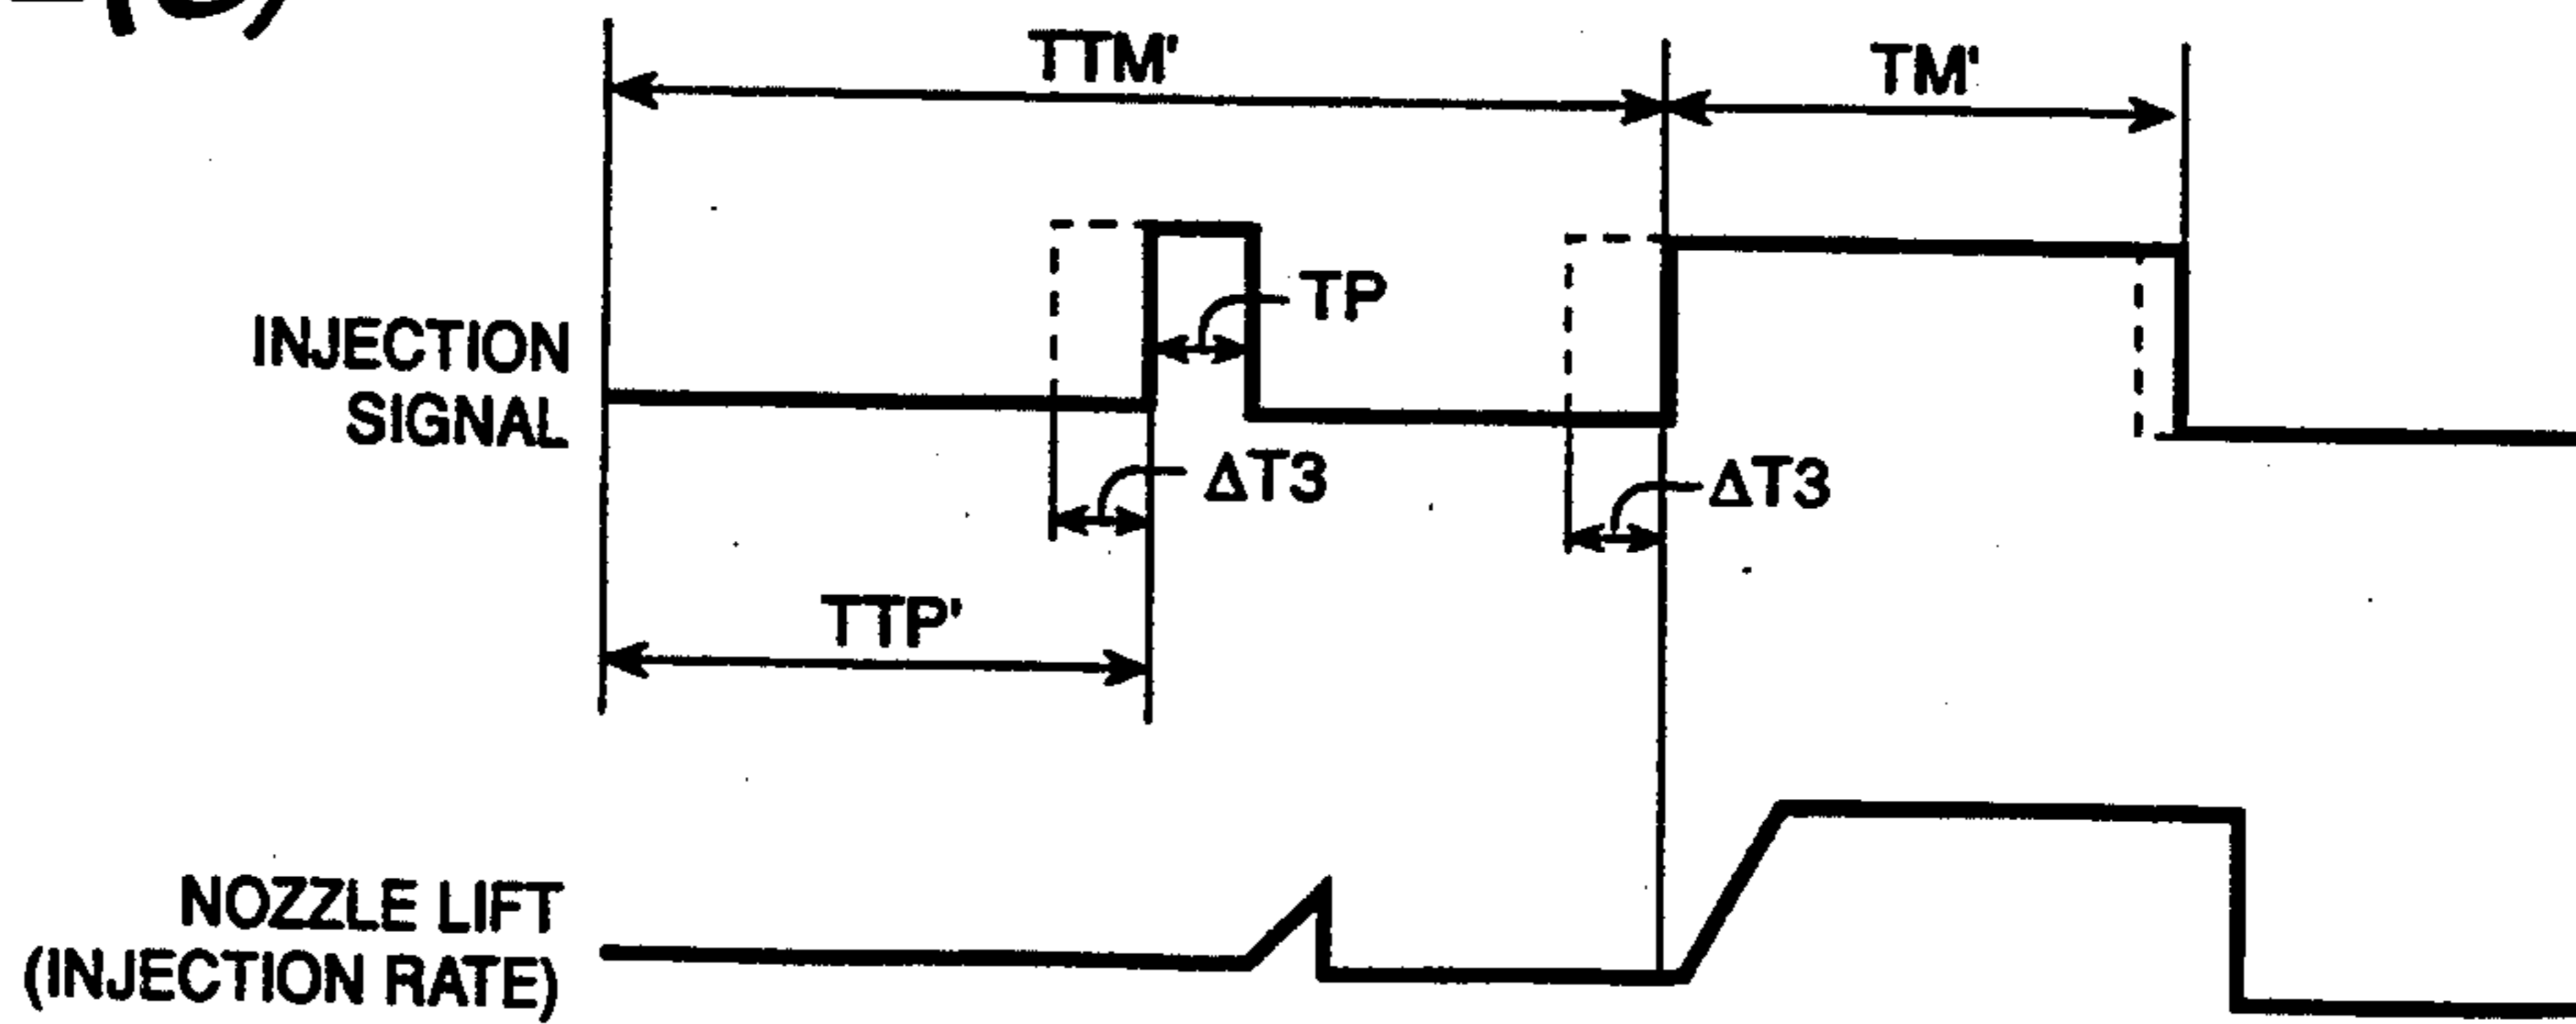 TTM'
TM'
TP
INJECTION
SIGNAL
ΔT3
ΔT3
TTP'
NOZZLE LIFT
(INJECTION RATE)